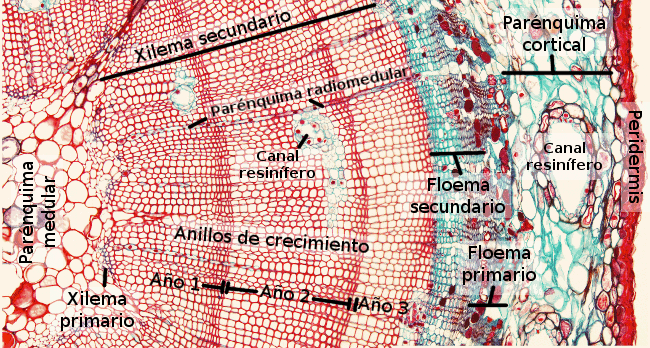 Xilema secundario
Parénquima
cortical
Parénquima radiomedular
Canal
resinífero
Canal
resinífero
Peridermis
Parénquima
medular
Floema
secundario
Anillos de crecimiento
Floema
primario
Año 1
Año 2
Año 3
Xilema
primario